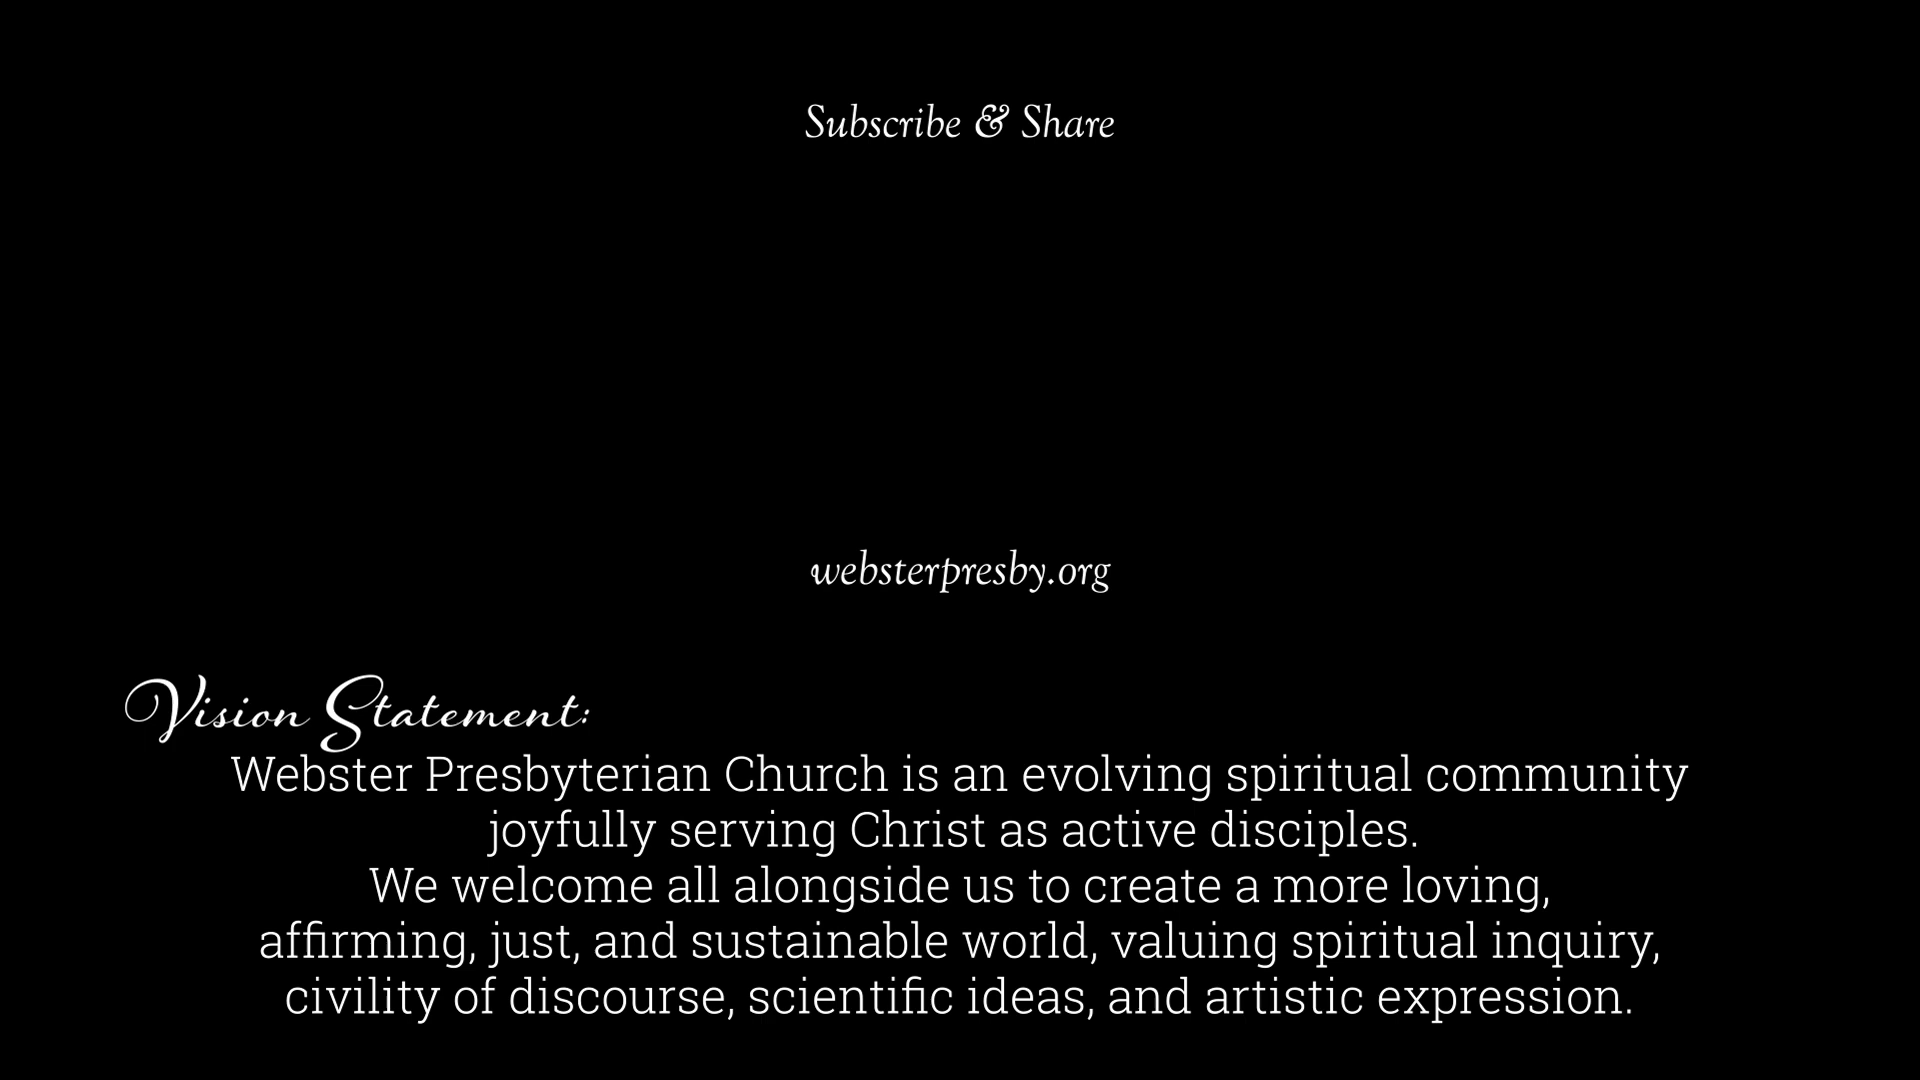 Subscribe & Share
websterpresby.org
Vision Statement:
Webster Presbyterian Church is an evolving spiritual community
joyfully serving Christ as active disciples.
We welcome all alongside us to create a more loving,
affirming, just, and sustainable world, valuing spiritual inquiry,
civility of discourse, scientific ideas, and artistic expression.